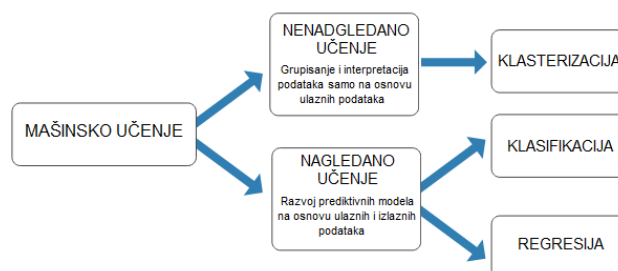 MAŠINSKO UČENJE
NENADGLEDANO
UČENJE
Grupisanje i interpretacija
podataka samo na osnovu
ulaznih podataka
KLASTERIZACIJA
NAGLEDANO
UČENJE
Razvoj prediktivnih modela
na osnovu ulaznih i izlaznih
podataka
KLASIFIKACIJA
REGRESIJA